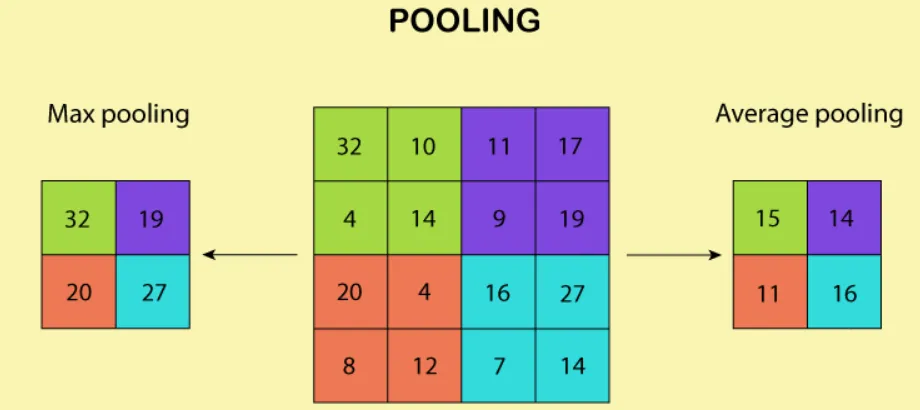 POOLING
Max pooling
Average pooling
32 10 11 17
4 14 9 19
20 4 16 27
8 12 7 14
32 19
20 27
15 14
11 16